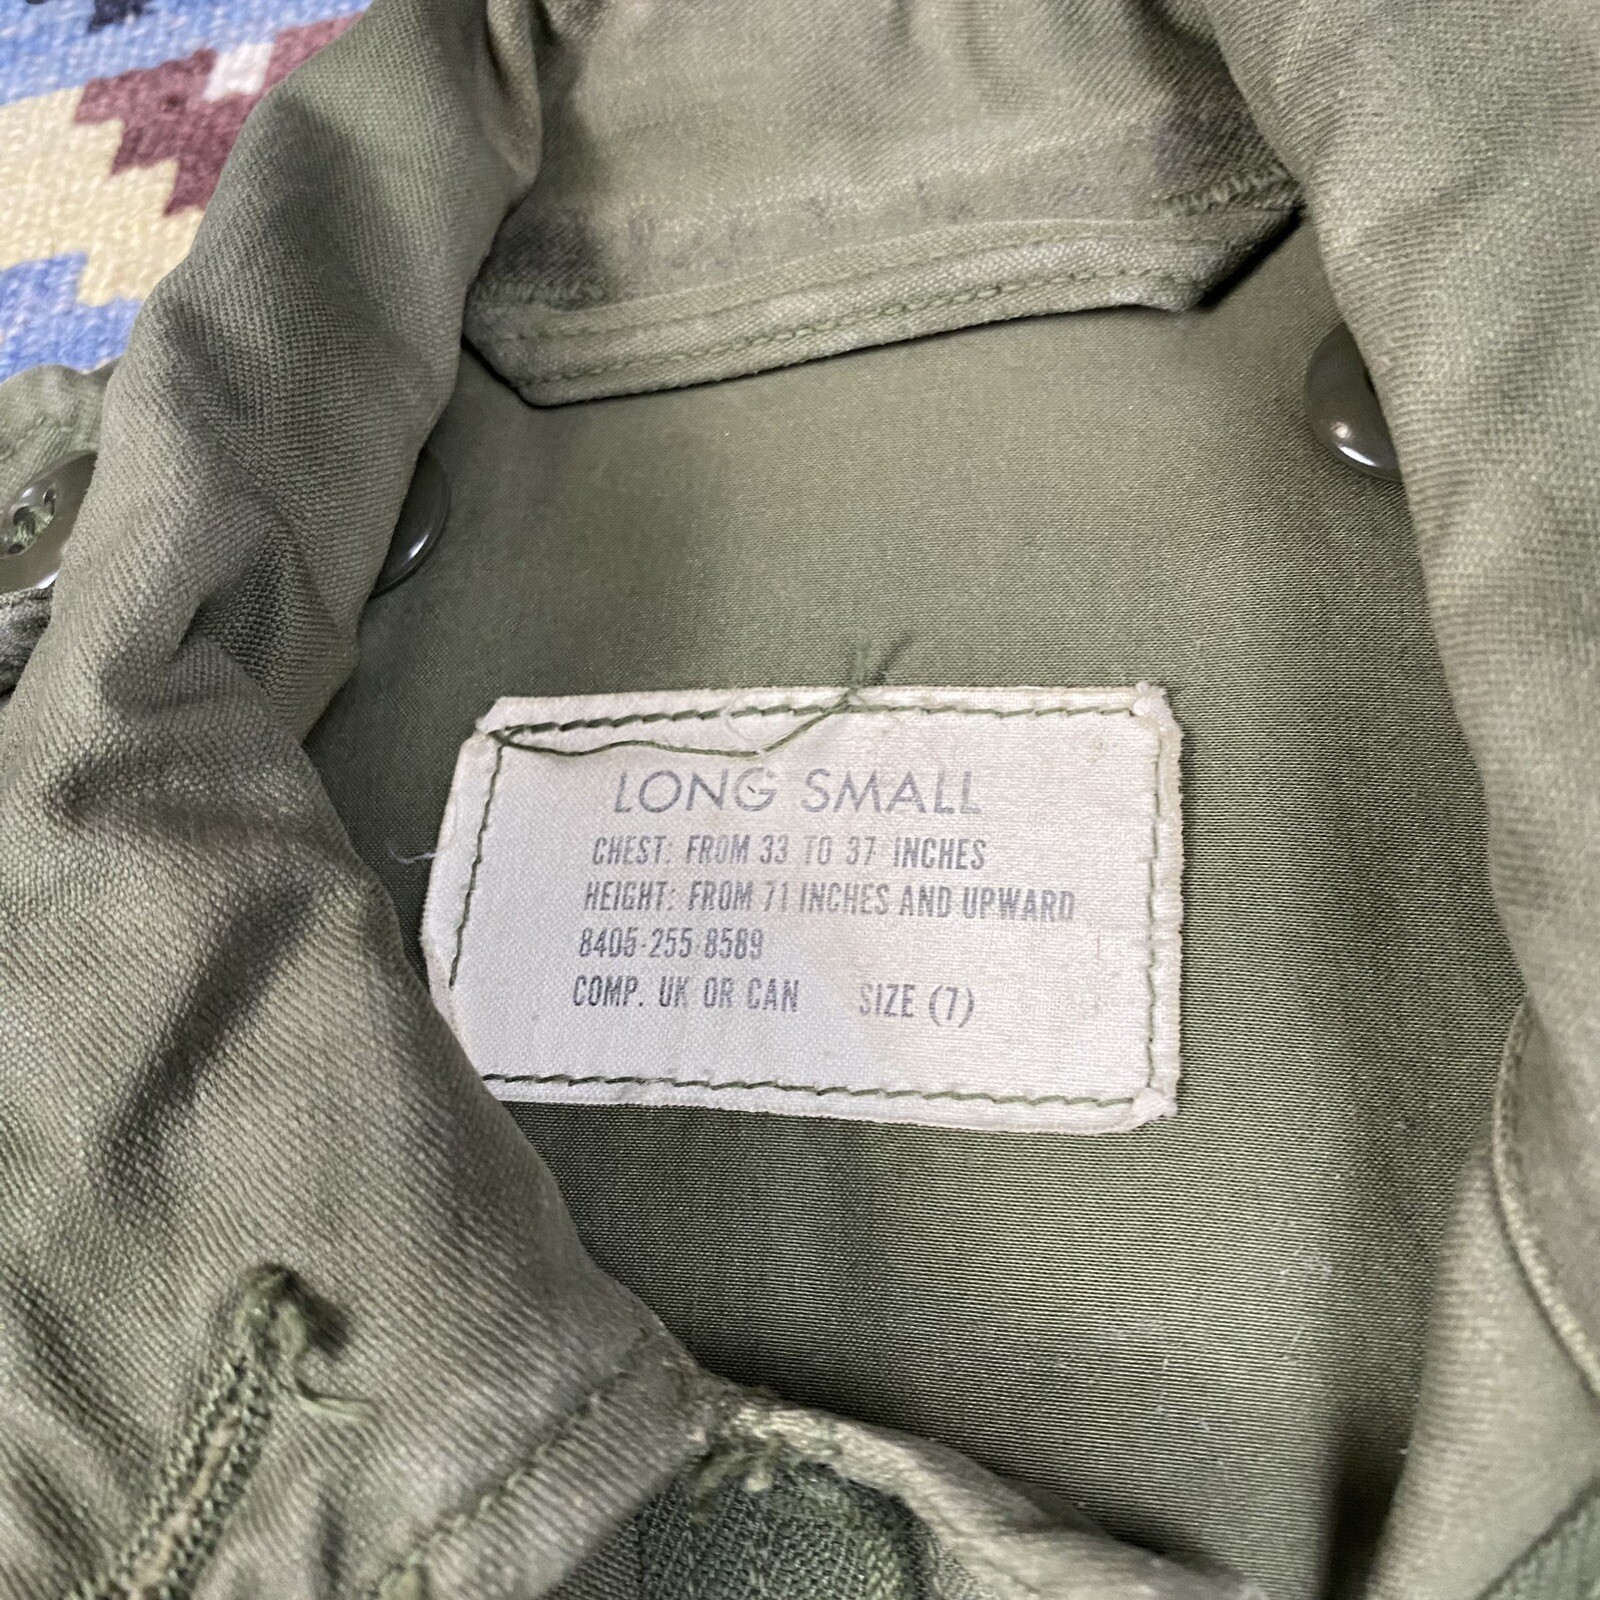 LONG SMALL
CHEST: FROM 33 TO 37 INCHES
HEIGHT: FROM 71 INCHES AND UPWARD
8405-255-8589
COMP. UK OR CAN SIZE (7)